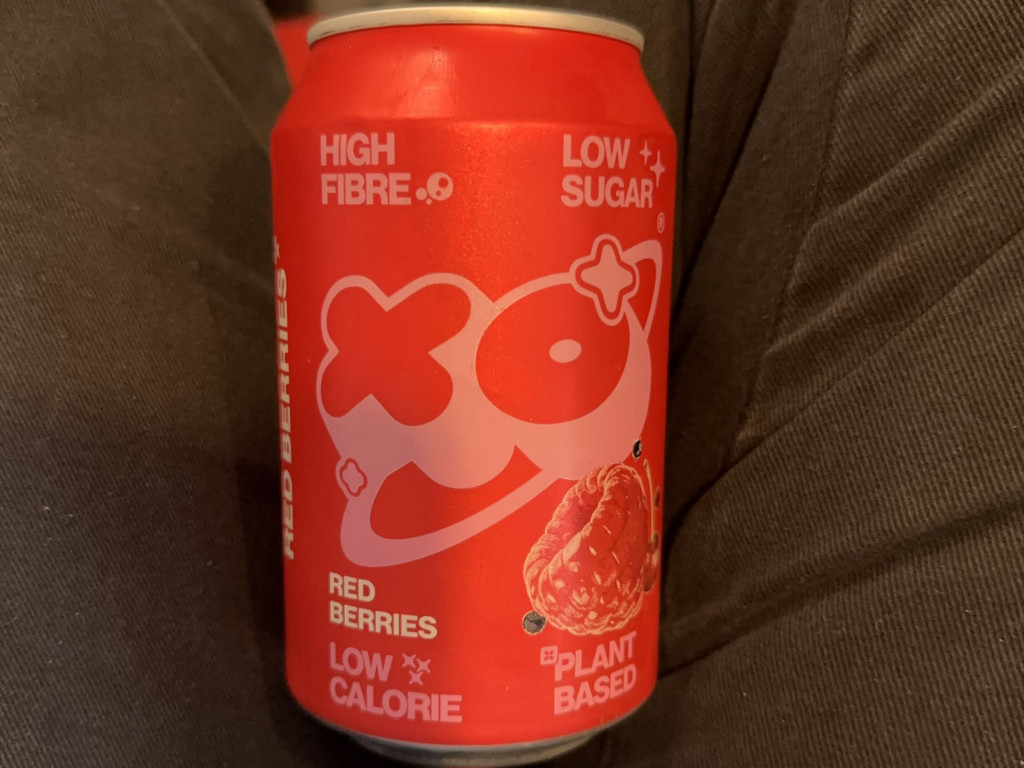 HIGH
FIBRE
LOW
SUGAR
®
XO
RED BERRIES
RED
BERRIES
LOW
CALORIE
PLANT
BASED